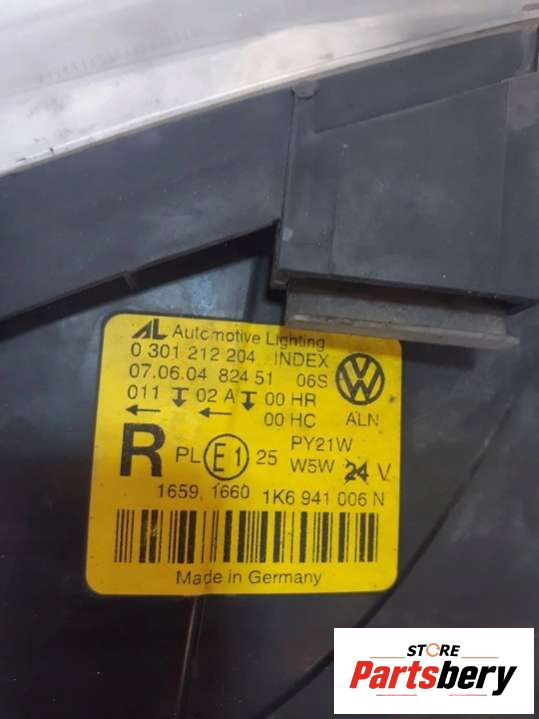 AL Automotive Lighting
0 301 212 204 INDEX
07.06.04 824 51 06S
011 02 A 00 HR
00 HC ALN
PY21W
R PL E1 25 W5W 24 V
1659, 1660 1K6 941 006 N
Made in Germany
STORE
Partsbery